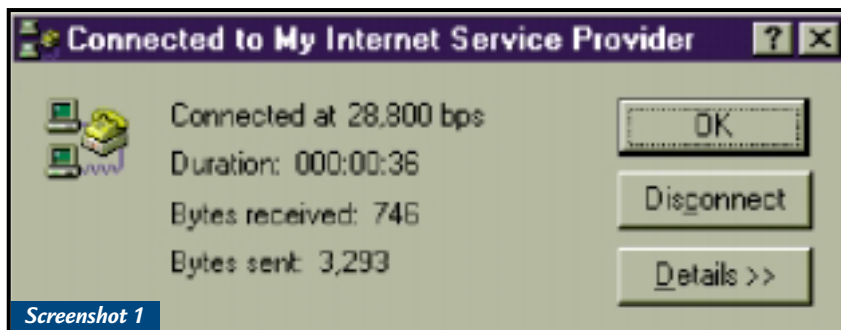 Connected to My Internet Service Provider
? X
Connected at 28,800 bps
Duration: 000:00:36
Bytes received: 746
Bytes sent: 3,293
OK
Disconnect
Details >>
Screenshot 1